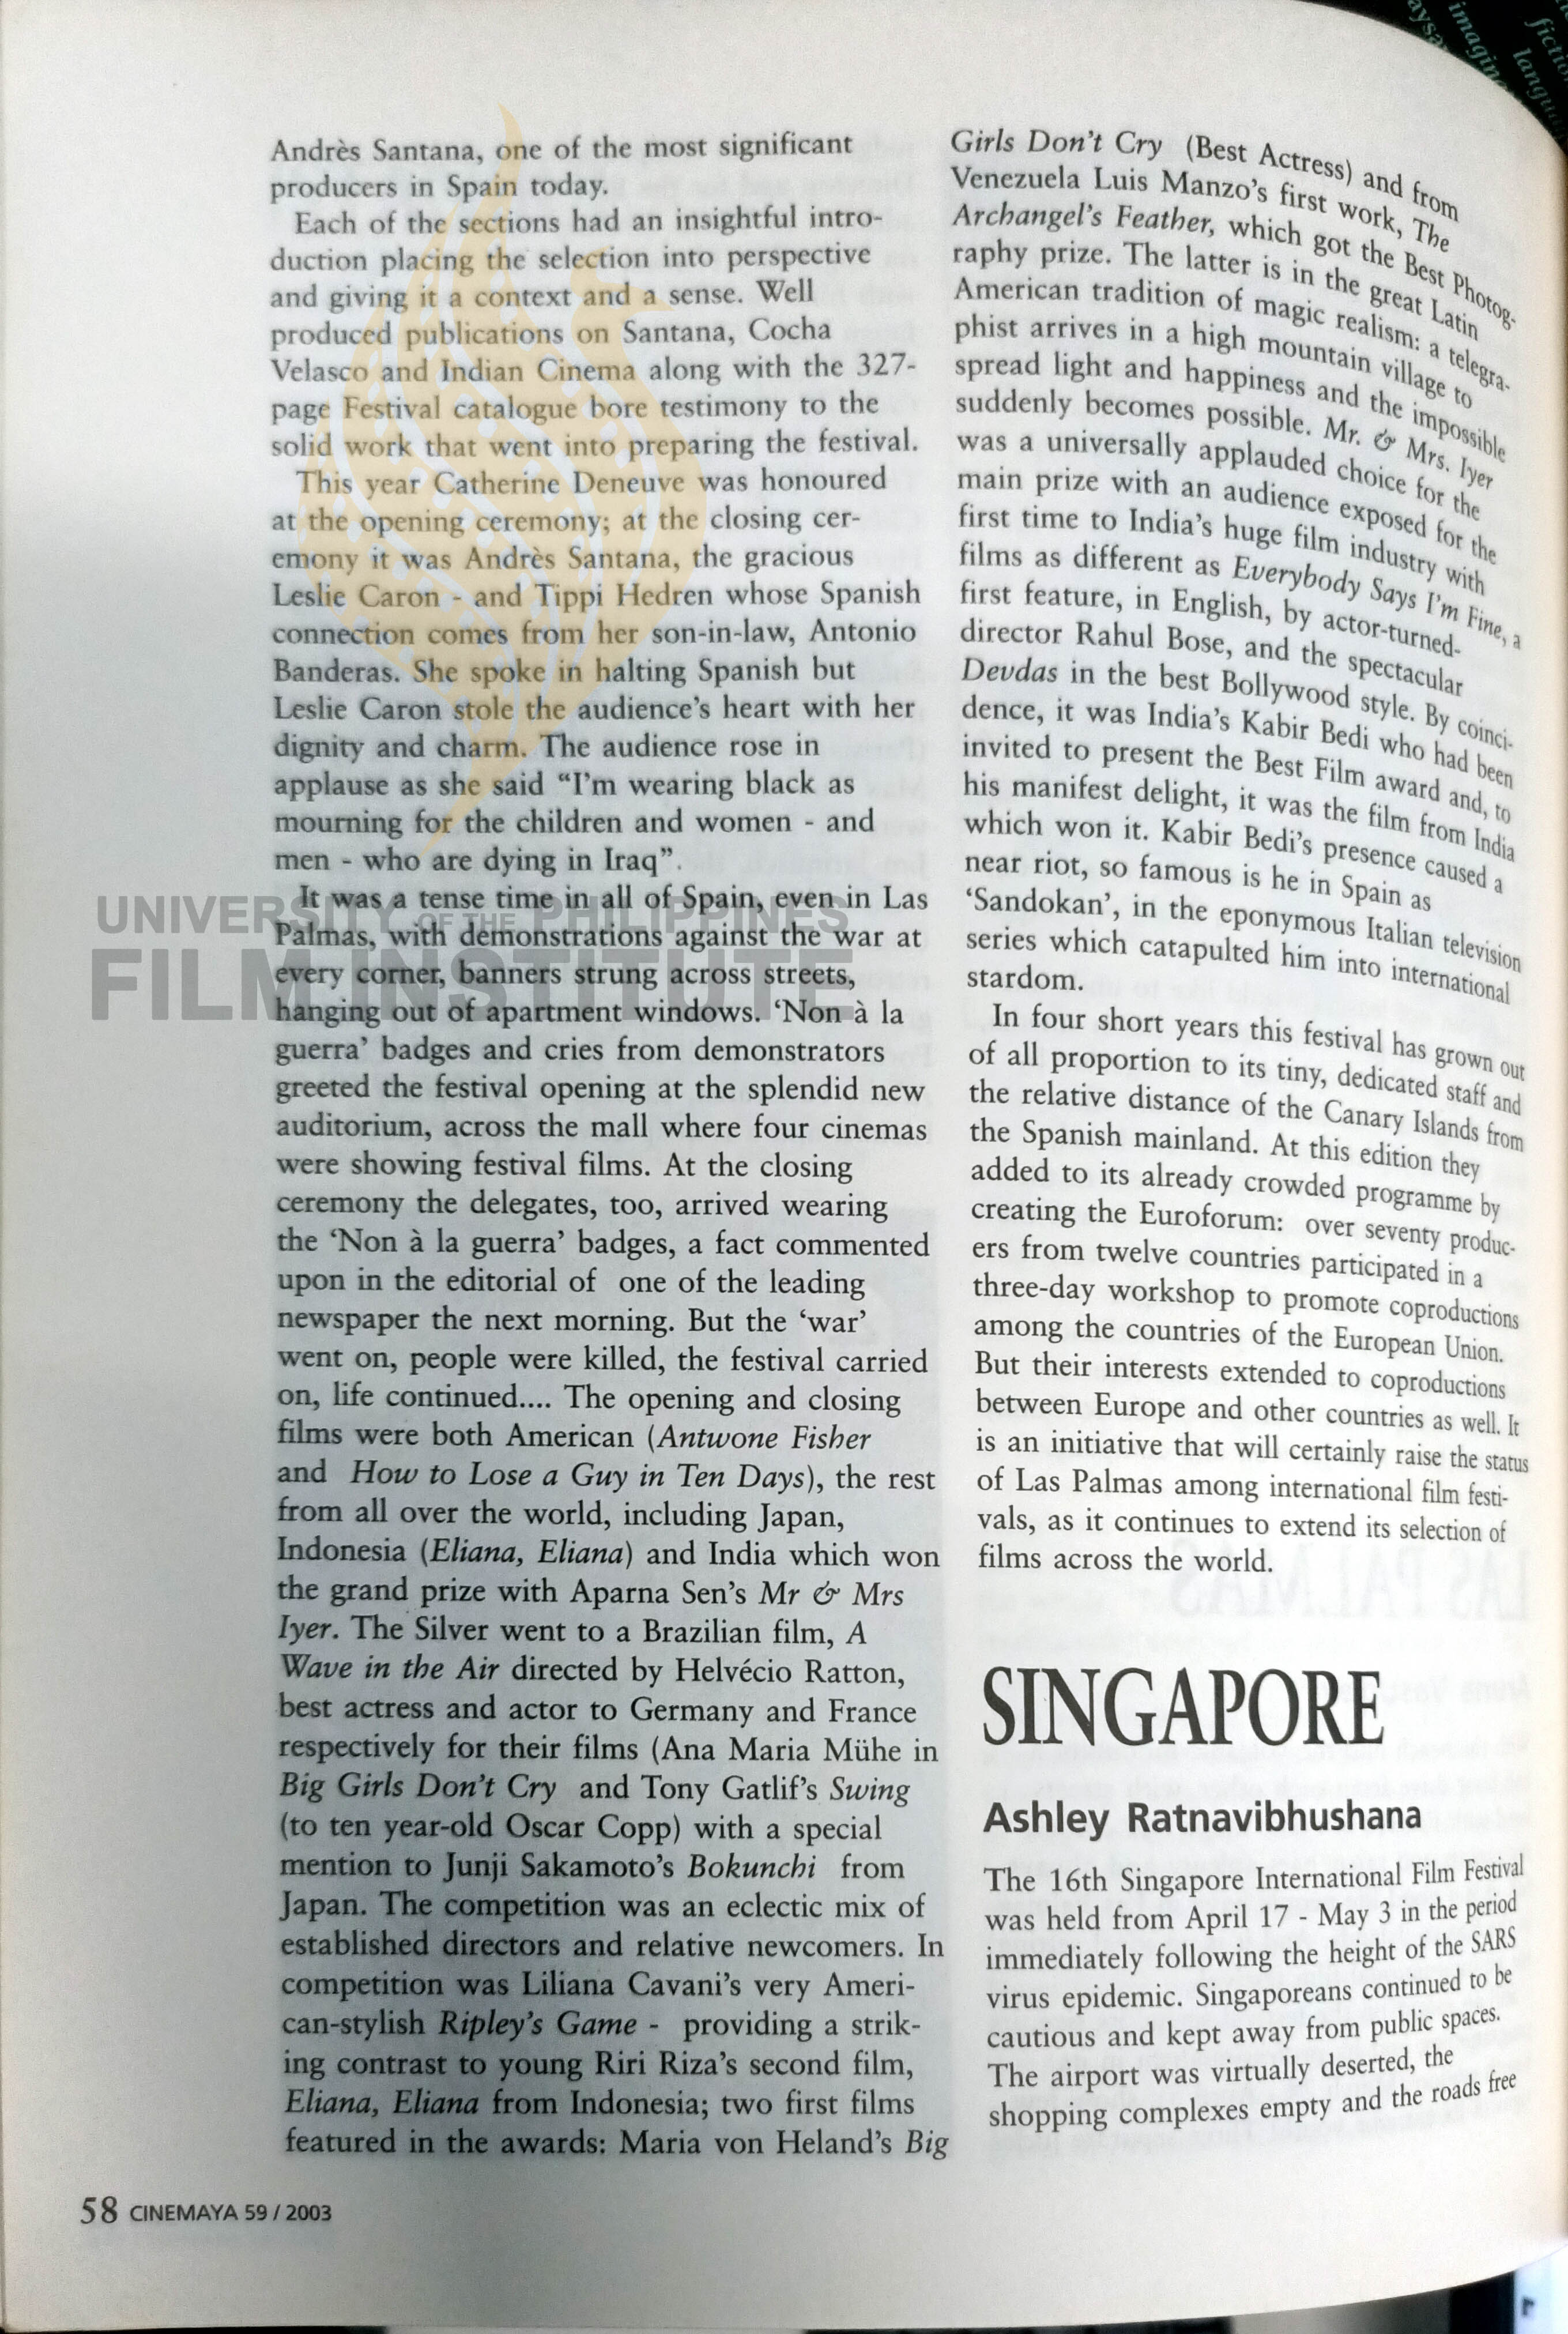 Andrès Santana, one of the most significant
producers in Spain today.
Each of the sections had an insightful intro-
duction placing the selection into perspective
and giving it a context and a sense. Well
produced publications on Santana, Cocha
Velasco and Indian Cinema along with the 327-
page Festival catalogue bore testimony to the
solid work that went into preparing the festival.
This year Catherine Deneuve was honoured
at the opening ceremony; at the closing cer-
emony it was Andrès Santana, the gracious
Leslie Caron - and Tippi Hedren whose Spanish
connection comes from her son-in-law, Antonio
Banderas. She spoke in halting Spanish but
Leslie Caron stole the audience's heart with her
dignity and charm. The audience rose in
applause as she said “I'm wearing black as
mourning for the children and women - and
men - who are dying in Iraq”.
It was a tense time in all of Spain, even in Las
Palmas, with demonstrations against the war at
every corner, banners strung across streets,
hanging out of apartment windows. ‘Non à la
guerra’ badges and cries from demonstrators
greeted the festival opening at the splendid new
auditorium, across the mall where four cinemas
were showing festival films. At the closing
ceremony the delegates, too, arrived wearing
the ‘Non à la guerra’ badges, a fact commented
upon in the editorial of one of the leading
newspaper the next morning. But the ‘war’
went on, people were killed, the festival carried
on, life continued.... The opening and closing
films were both American (Antwone Fisher
and How to Lose a Guy in Ten Days), the rest
from all over the world, including Japan,
Indonesia (Eliana, Eliana) and India which won
the grand prize with Aparna Sen's Mr & Mrs
Iyer. The Silver went to a Brazilian film, A
Wave in the Air directed by Helvécio Ratton,
best actress and actor to Germany and France
respectively for their films (Ana Maria Mühe in
Big Girls Don't Cry and Tony Gatlif's Swing
(to ten year-old Oscar Copp) with a special
mention to Junji Sakamoto's Bokunchi from
Japan. The competition was an eclectic mix of
established directors and relative newcomers. In
competition was Liliana Cavani's very Ameri-
can-stylish Ripley's Game - providing a strik-
ing contrast to young Riri Riza's second film,
Eliana, Eliana from Indonesia; two first films
featured in the awards: Maria von Heland's Big
Girls Don't Cry (Best Actress) and from
Venezuela Luis Manzo's first work, The
Archangel's Feather, which got the Best Photog-
raphy prize. The latter is in the great Latin
American tradition of magic realism: a telegra-
phist arrives in a high mountain village to
spread light and happiness and the impossible
suddenly becomes possible. Mr. & Mrs. Iyer
was a universally applauded choice for the
main prize with an audience exposed for the
first time to India's huge film industry with
films as different as Everybody Says I'm Fine, a
first feature, in English, by actor-turned-
director Rahul Bose, and the spectacular
Devdas in the best Bollywood style. By coinci-
dence, it was India's Kabir Bedi who had been
invited to present the Best Film award and, to
his manifest delight, it was the film from India
which won it. Kabir Bedi's presence caused a
near riot, so famous is he in Spain as
‘Sandokan’, in the eponymous Italian television
series which catapulted him into international
stardom.
In four short years this festival has grown out
of all proportion to its tiny, dedicated staff and
the relative distance of the Canary Islands from
the Spanish mainland. At this edition they
added to its already crowded programme by
creating the Euroforum: over seventy produc-
ers from twelve countries participated in a
three-day workshop to promote coproductions
among the countries of the European Union.
But their interests extended to coproductions
between Europe and other countries as well. It
is an initiative that will certainly raise the status
of Las Palmas among international film festi-
vals, as it continues to extend its selection of
films across the world.
SINGAPORE
Ashley Ratnavibhushana
The 16th Singapore International Film Festival
was held from April 17 - May 3 in the period
immediately following the height of the SARS
virus epidemic. Singaporeans continued to be
cautious and kept away from public spaces.
The airport was virtually deserted, the
shopping complexes empty and the roads free
58 CINEMAYA 59 / 2003
UNIVERSITY OF THE PHILIPPINES
FILM INSTITUTE